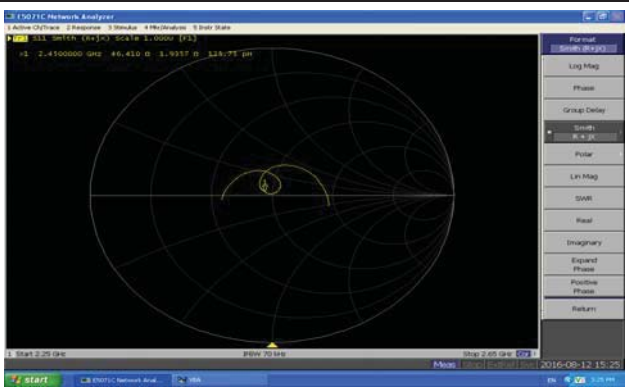 E5071C Network Analyzer
1 Active Ch/Trace 2 Response 3 Stimulus 4 Mkr/Analysis 5 Instr State
Tr1 S11 Smith (R+jX) Scale 1.000U [F1]
>1 2.4500000 GHz 46.410 Ω 1.9357 Ω 125.75 pH
Format
Smith (R+jX)
Log Mag
Phase
Group Delay
Smith
R + jX
Polar
Lin Mag
SWR
Real
Imaginary
Expand
Phase
Positive
Phase
Return
1 Start 2.25 GHz IFBW 70 kHz Stop 2.65 GHz Cor
Meas 2016-08-12 15:25
start E5071C Network Anal... VBA EN 3:25 PM